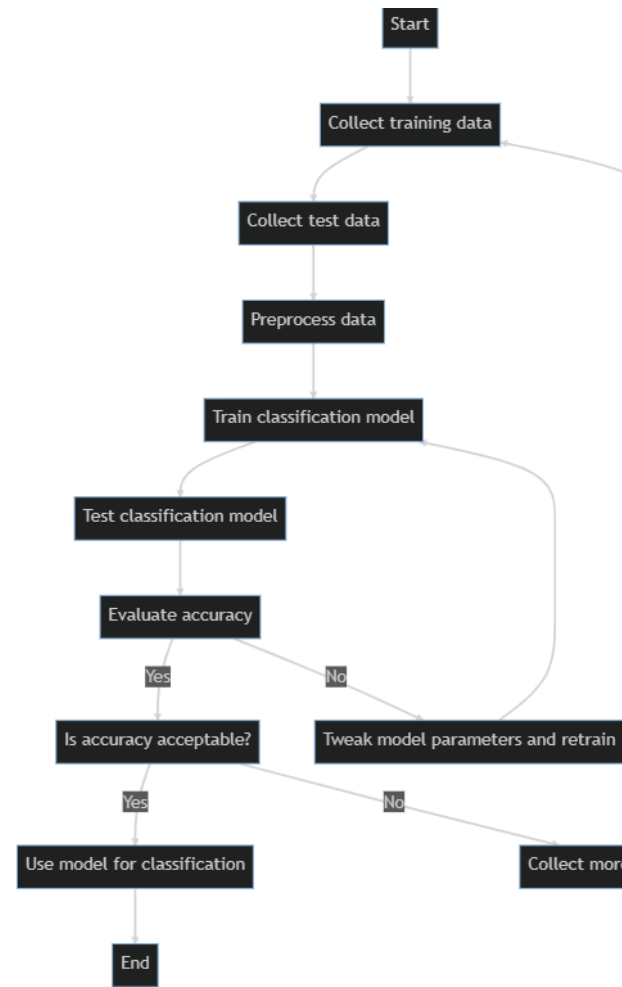 Start
Collect training data
Collect test data
Preprocess data
Train classification model
Test classification model
Evaluate accuracy
Yes
No
Is accuracy acceptable?
Tweak model parameters and retrain
Yes
No
Use model for classification
Collect more
End